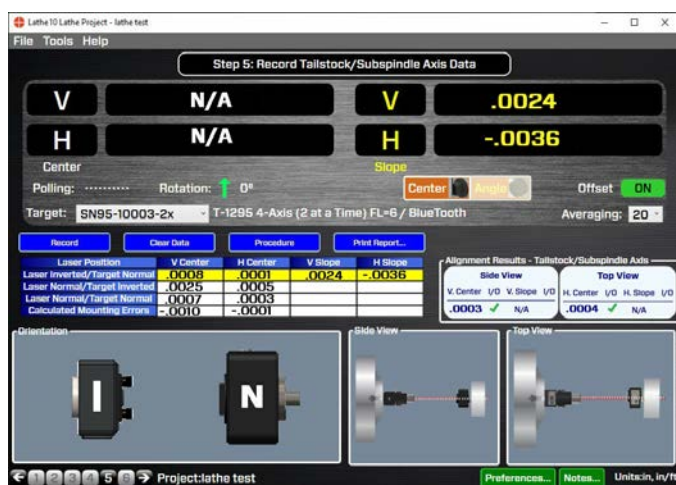 Lathe10 Lathe Project - lathe test
File Tools Help
Step 5: Record Tailstock/Subspindle Axis Data
V N/A V .0024
H N/A H -.0036
Center Slope
Polling: ---------- Rotation: 0° Center Angle Offset ON
Target: SN95-10003-2x T-1295 4-Axis (2 at a Time) FL=6 / BlueTooth Averaging: 20
Record Clear Data Procedure Print Report...
Laser Position V Center H Center V Slope H Slope
Laser Inverted/Target Normal .0008 .0001 .0024 -.0036
Laser Normal/Target Inverted .0025 .0005
Laser Normal/Target Normal .0007 .0003
Calculated Mounting Errors -.0010 -.0001
Alignment Results - Tailstock/Subspindle Axis
Side View Top View
V. Center I/O V. Slope I/O H. Center I/O H. Slope I/O
.0003 ✓ N/A .0004 ✓ N/A
Orientation Side View Top View
I N
1 2 3 4 5 6 Project:lathe test Preferences... Notes... Units:in, in/ft